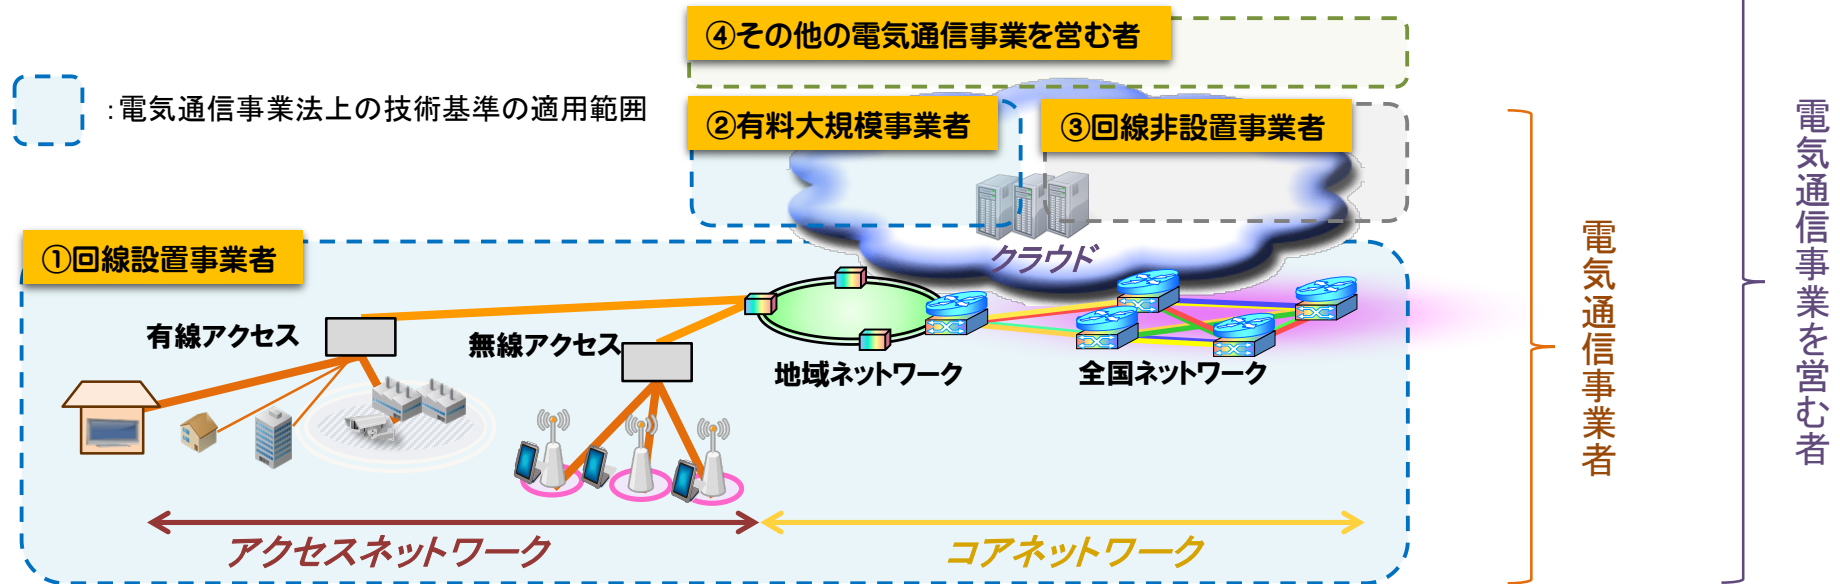 ④その他の電気通信事業を営む者
：電気通信事業法上の技術基準の適用範囲
②有料大規模事業者
③回線非設置事業者
クラウド
①回線設置事業者
有線アクセス
無線アクセス
地域ネットワーク
全国ネットワーク
アクセスネットワーク
コアネットワーク
電気通信事業者
電気通信事業を営む者